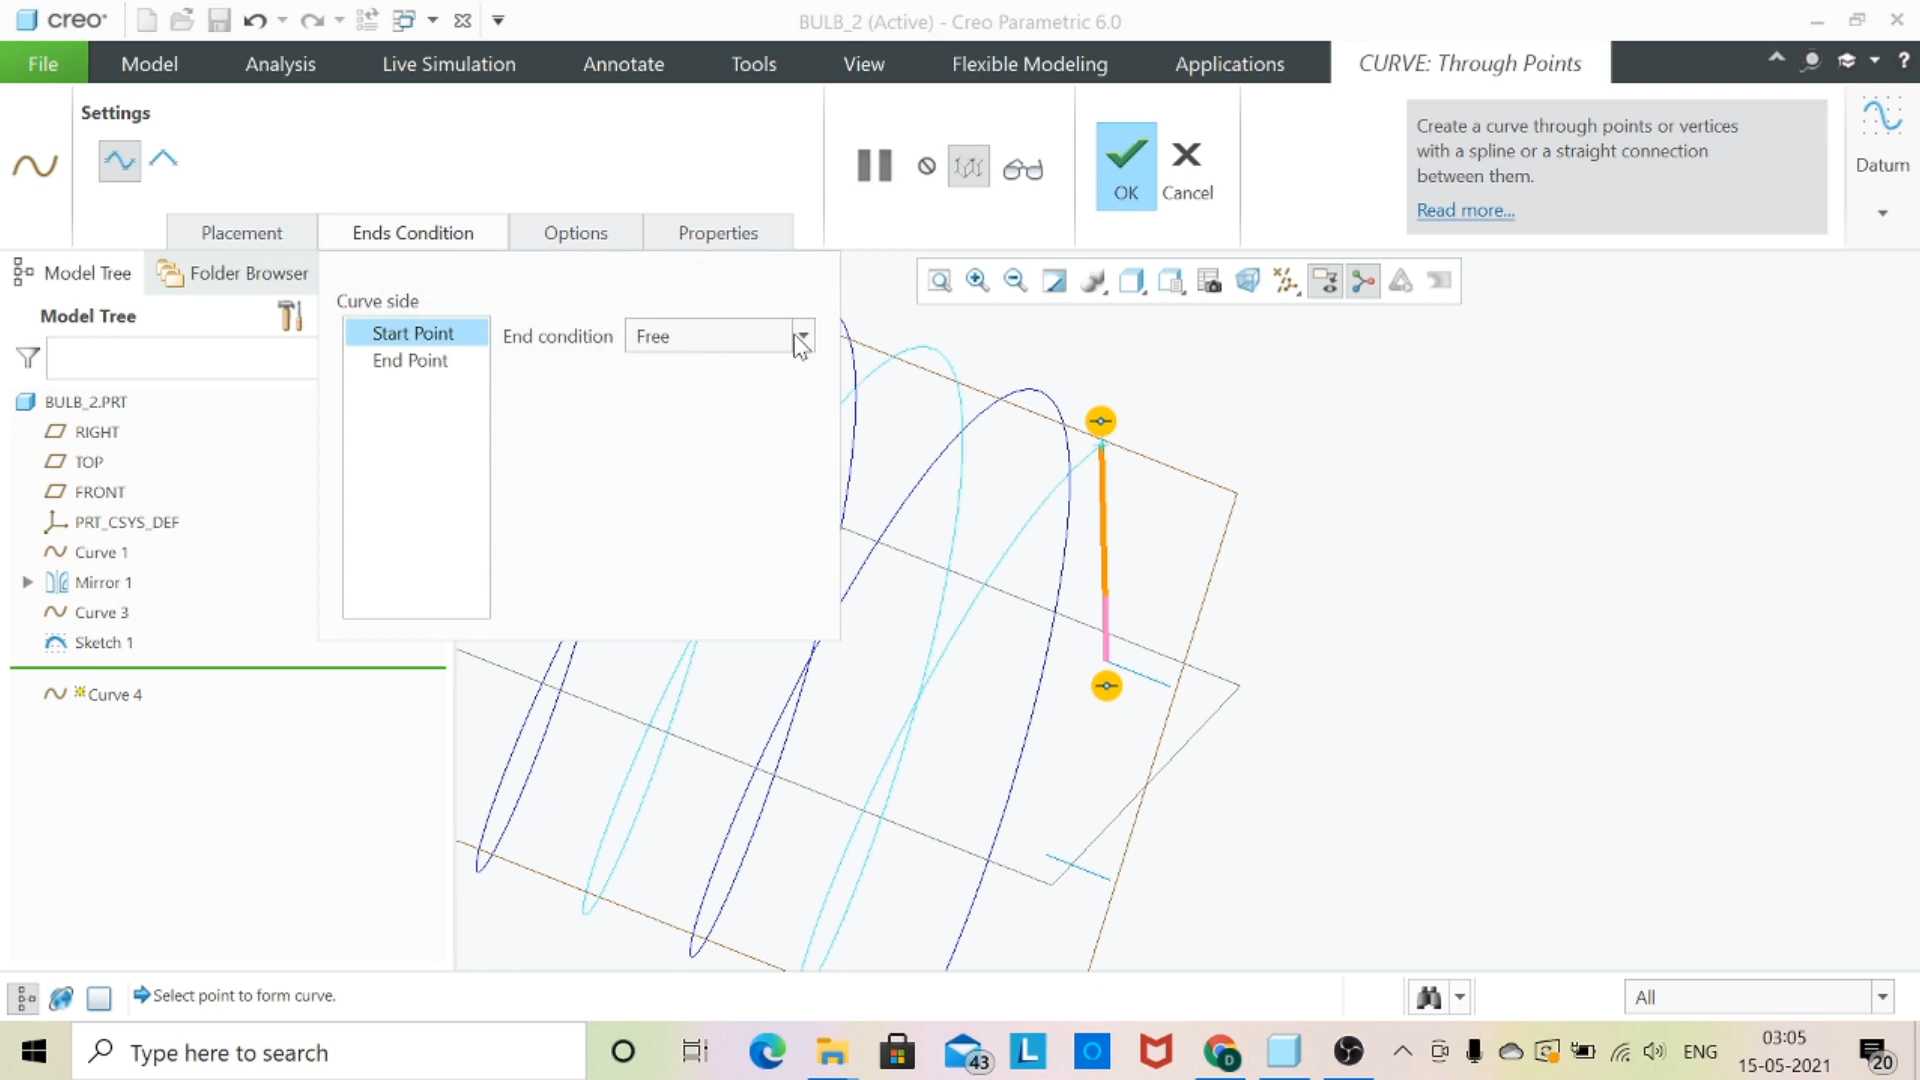 creo
BULB_2 (Active) - Creo Parametric 6.0
File
Model
Analysis
Live Simulation
Annotate
Tools
View
Flexible Modeling
Applications
CURVE: Through Points
?
Settings
OK
Cancel
Create a curve through points or vertices
with a spline or a straight connection
between them.
Read more...
Datum
Placement
Ends Condition
Options
Properties
Model Tree
Folder Browser
Model Tree
Curve side
Start Point
End Point
End condition
Free
BULB_2.PRT
RIGHT
TOP
FRONT
PRT_CSYS_DEF
Curve 1
Mirror 1
Curve 3
Sketch 1
Curve 4
Select point to form curve.
All
Type here to search
43
L
D
ENG
03:05
15-05-2021
20